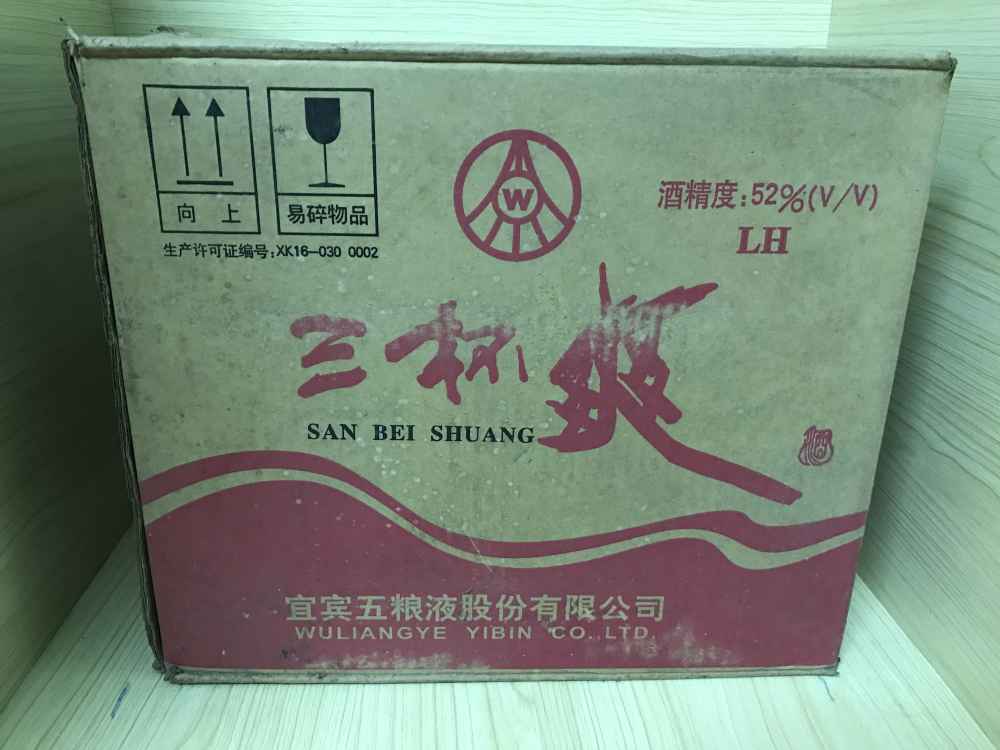 向 上
易碎物品
生产许可证编号:XK16-030 0002
W
酒精度:52%(V/V)
LH
三杯爽
SAN BEI SHUANG
酒
宜宾五粮液股份有限公司
WULIANGYE YIBIN CO.,LTD.